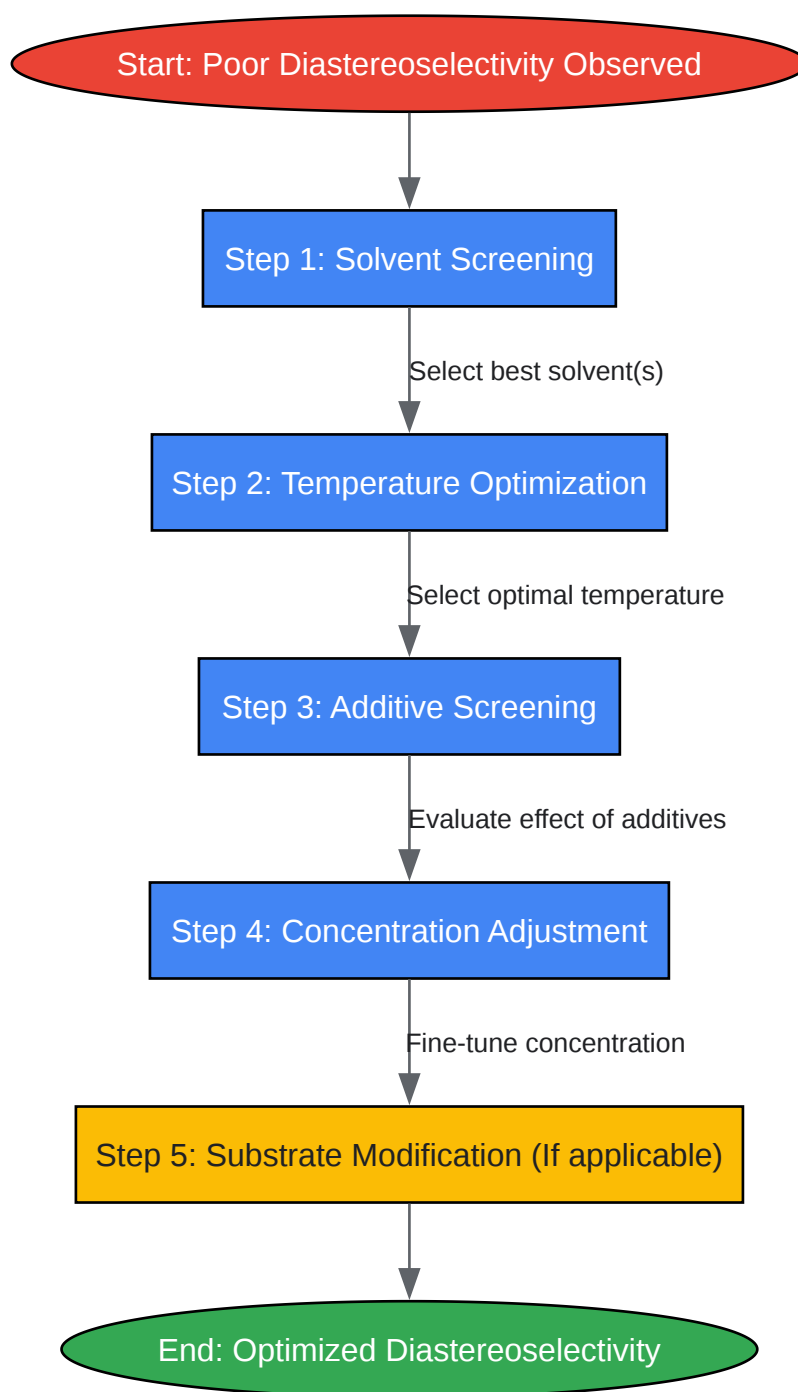 Start: Poor Diastereoselectivity Observed
Step 1: Solvent Screening
Select best solvent(s)
Step 2: Temperature Optimization
Select optimal temperature
Step 3: Additive Screening
Evaluate effect of additives
Step 4: Concentration Adjustment
Fine-tune concentration
Step 5: Substrate Modification (If applicable)
End: Optimized Diastereoselectivity